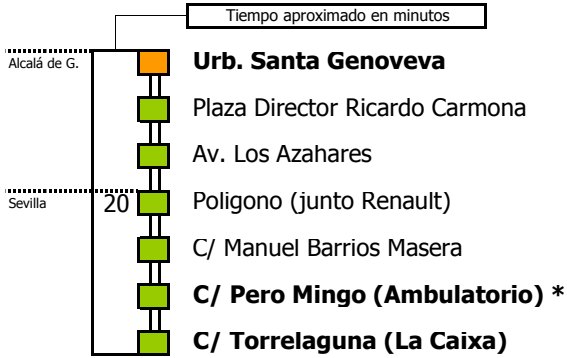 Tiempo aproximado en minutos
Alcalá de G.
Urb. Santa Genoveva
Plaza Director Ricardo Carmona
Av. Los Azahares
Sevilla
20
Poligono (junto Renault)
C/ Manuel Barrios Masera
C/ Pero Mingo (Ambulatorio) *
C/ Torrelaguna (La Caixa)